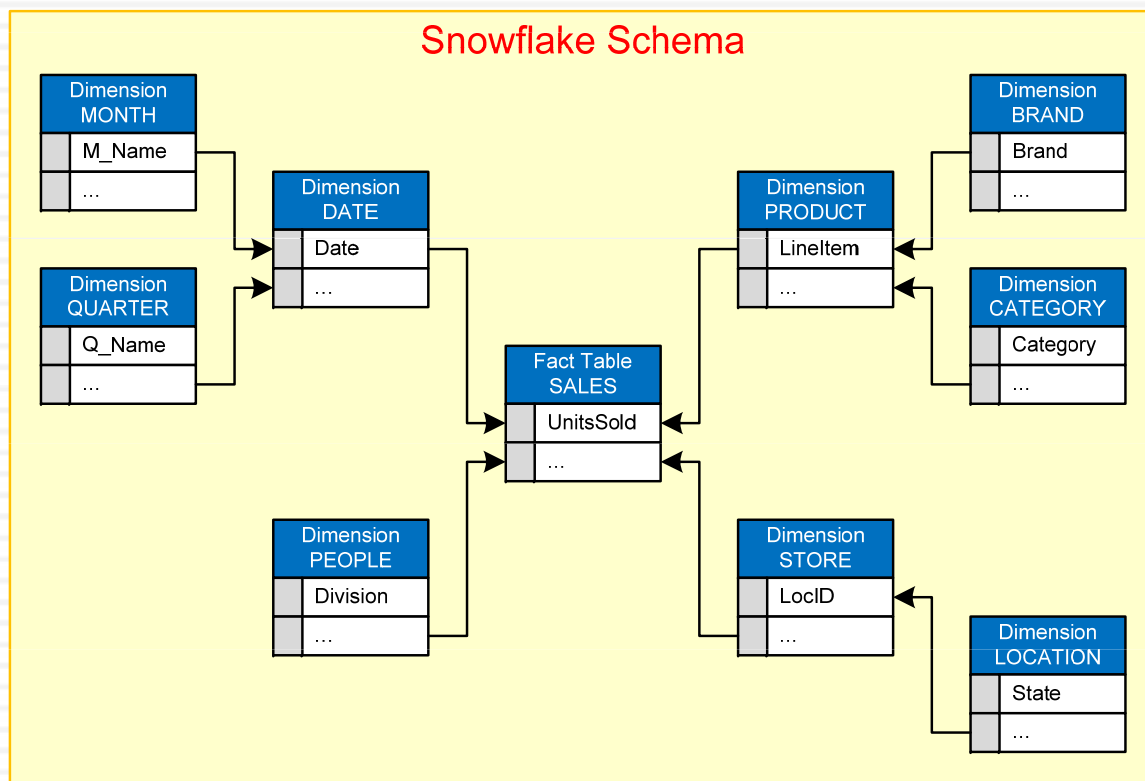 Snowflake Schema
Dimension
MONTH
M_Name
...
Dimension
QUARTER
Q_Name
...
Dimension
DATE
Date
...
Dimension
PEOPLE
Division
...
Fact Table
SALES
UnitsSold
...
Dimension
PRODUCT
LineItem
...
Dimension
STORE
LocID
...
Dimension
BRAND
Brand
...
Dimension
CATEGORY
Category
...
Dimension
LOCATION
State
...